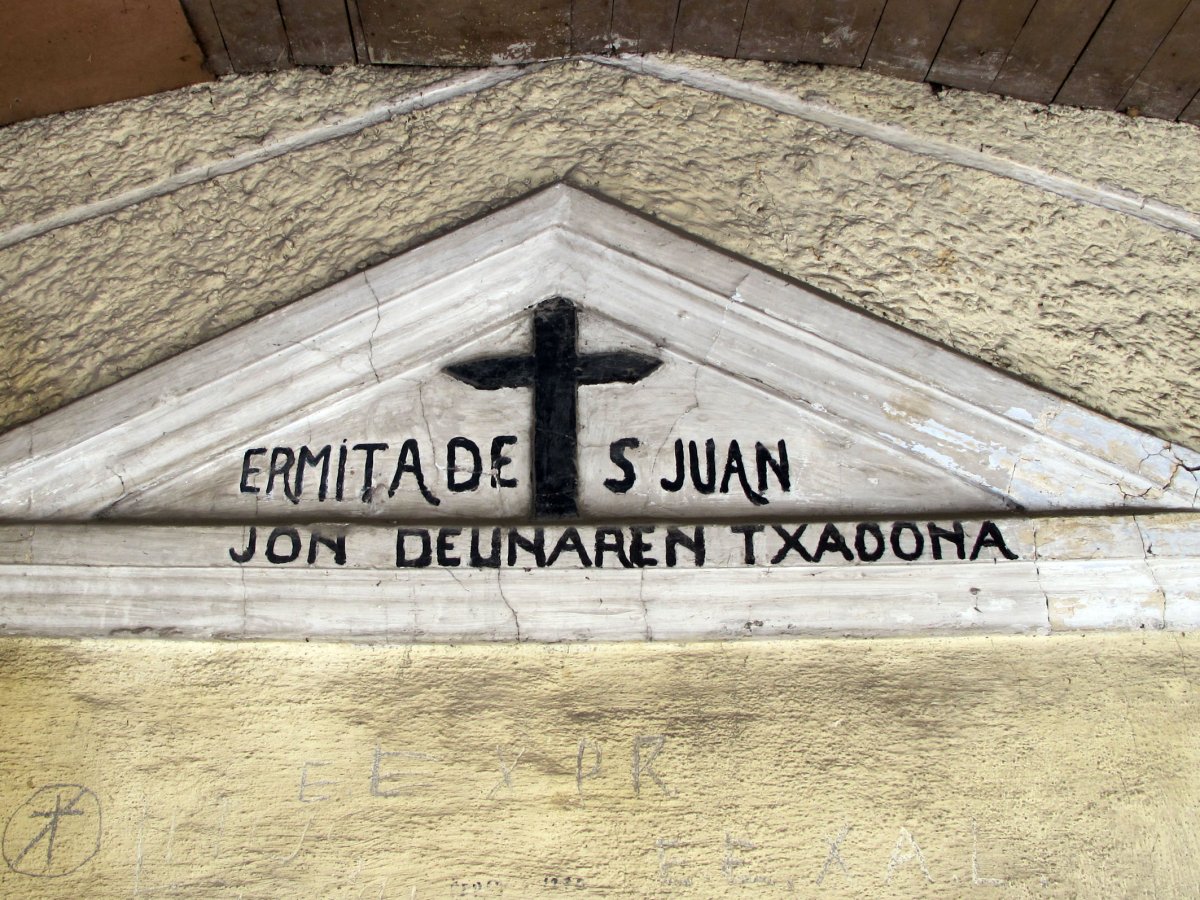 ERMITA DE S JUAN
JON DEUNAREN TXAOONA
E. E X P R
F.E.X.A.L.